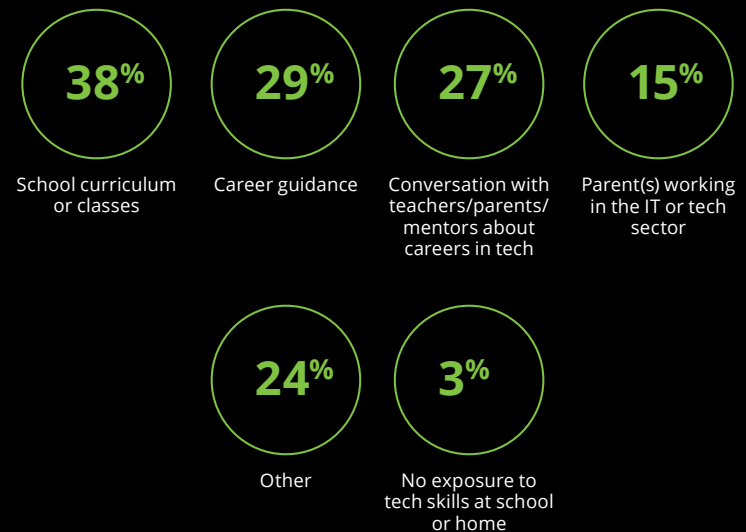 38%
29%
27%
15%
School curriculum
or classes
Career guidance
Conversation with
teachers/parents/
mentors about
careers in tech
Parent(s) working
in the IT or tech
sector
24%
3%
Other
No exposure to
tech skills at school
or home